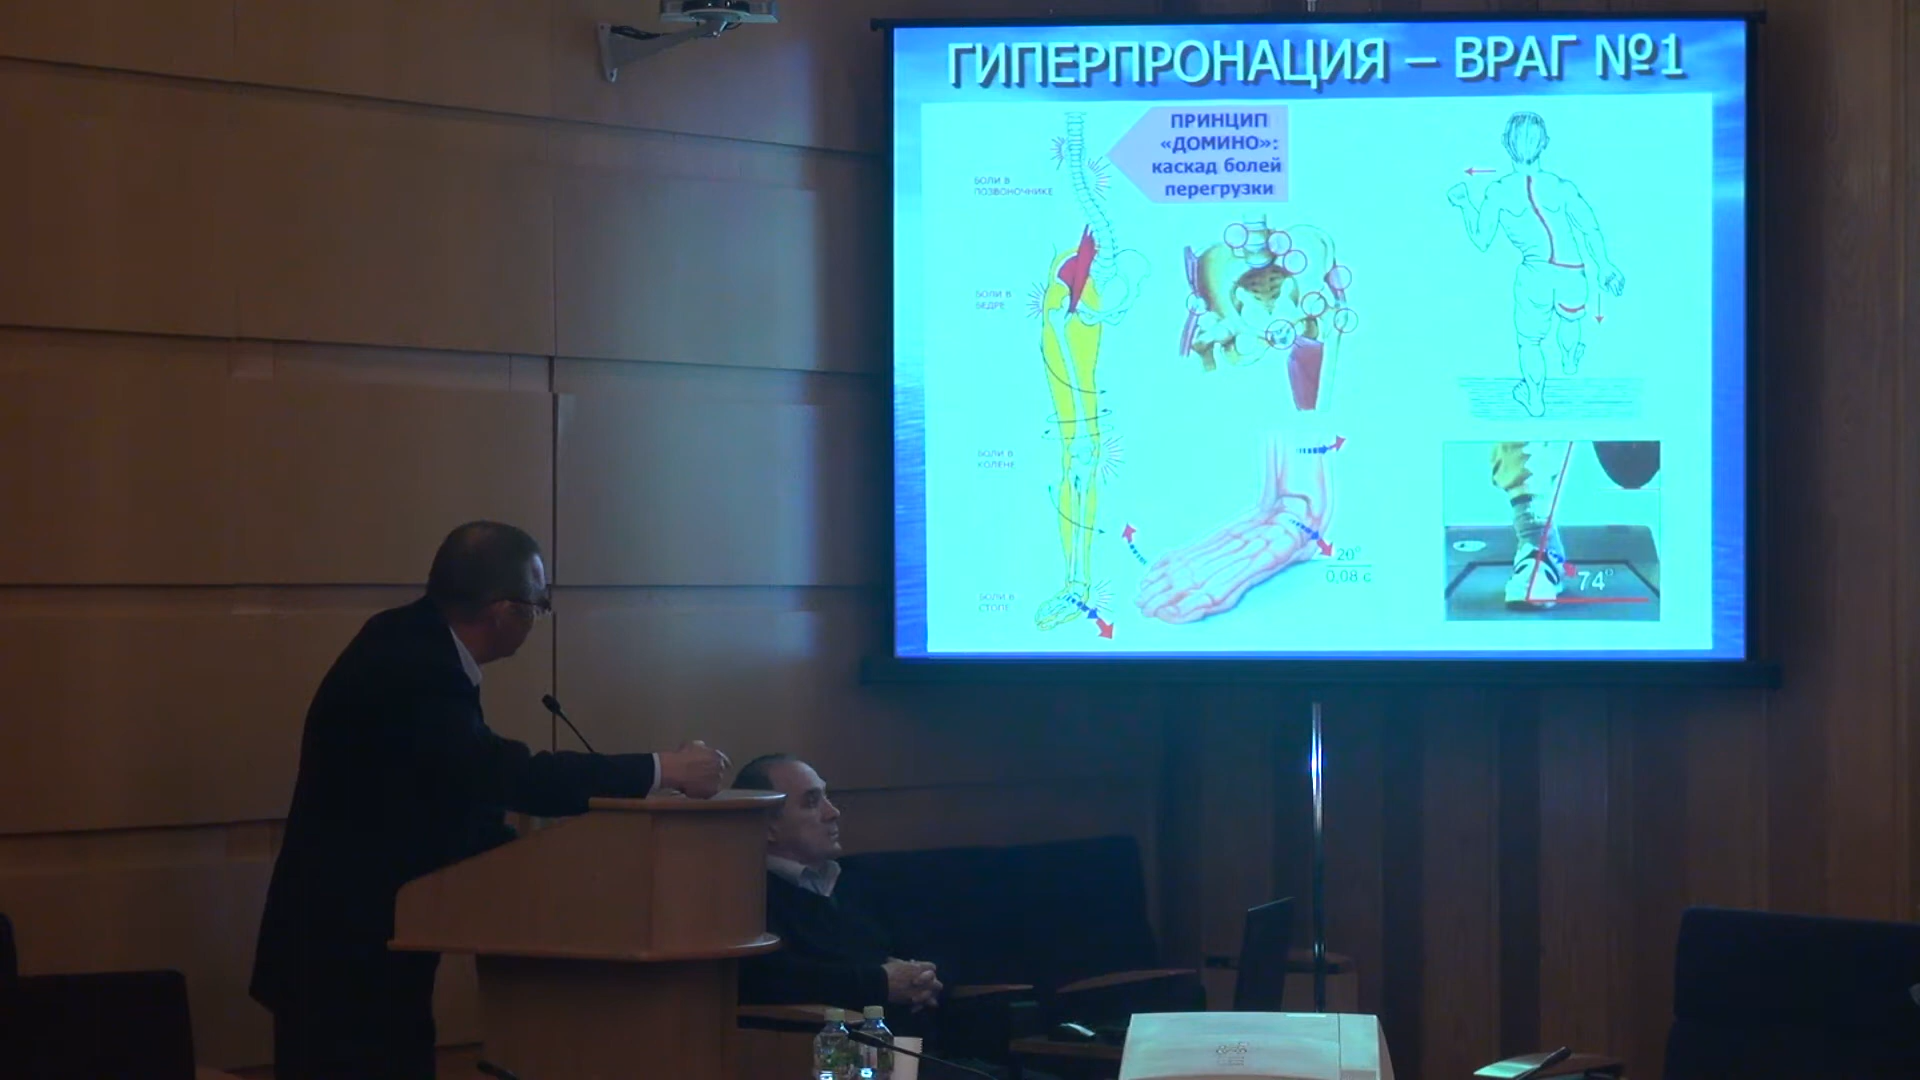 ГИПЕРПРОНАЦИЯ – ВРАГ №1
ПРИНЦИП
«ДОМИНО»:
каскад болей
перегрузки
БОЛИ В
ПОЗВОНОЧНИКЕ
БОЛИ В
БЕДРЕ
БОЛИ В
КОЛЕНЕ
БОЛИ В
СТОПЕ
20°
0,08 с
74°